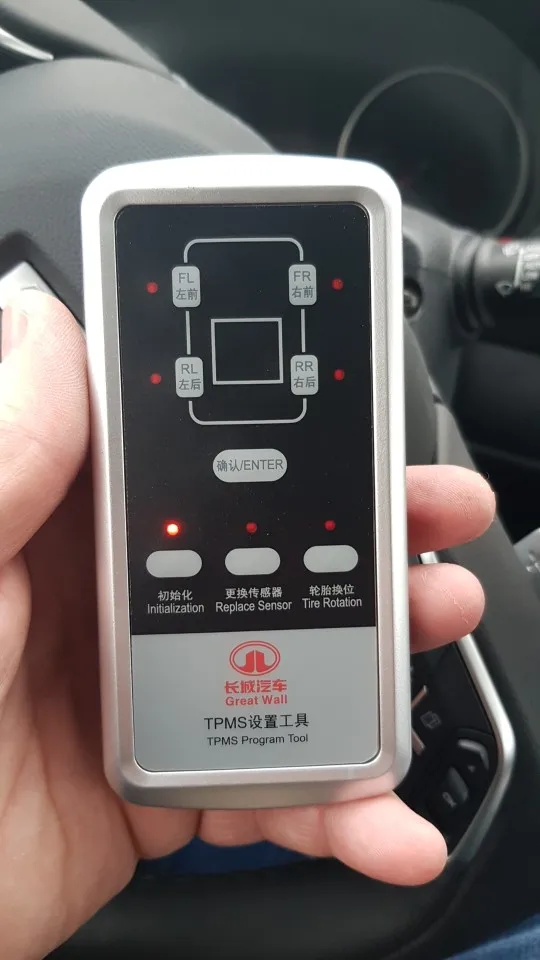 FL
左前
FR
右前
RL
左后
RR
右后
确认/ENTER
初始化
Initialization
更换传感器
Replace Sensor
轮胎换位
Tire Rotation
长城汽车
Great Wall
TPMS设置工具
TPMS Program Tool